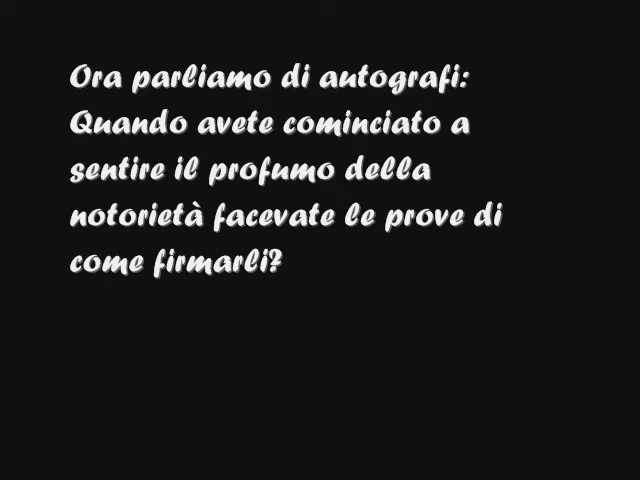 Ora parliamo di autografi:
Quando avete cominciato a
sentire il profumo della
notorietà facevate le prove di
come firmarli?